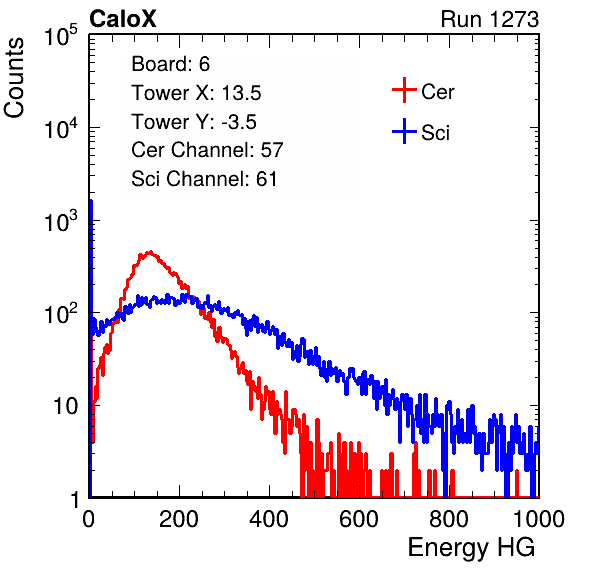 CaloX Run 1273
Counts
10^5
10^4
10^3
10^2
10
1
Board: 6
Tower X: 13.5
Tower Y: -3.5
Cer Channel: 57
Sci Channel: 61
Cer
Sci
0 200 400 600 800 1000
Energy HG